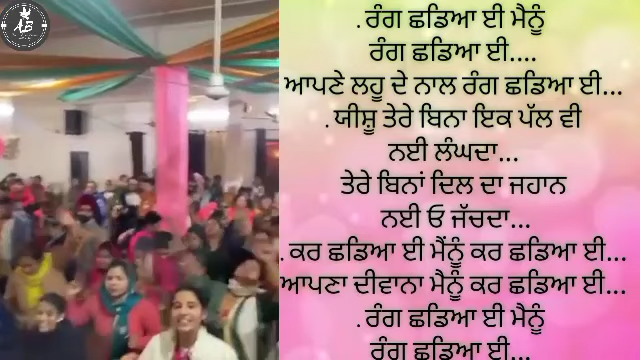 AB
. ਰੰਗ ਛਡਿਆ ਈ ਮੈਨੂੰ
ਰੰਗ ਛਡਿਆ ਈ....
ਆਪਣੇ ਲਹੂ ਦੇ ਨਾਲ ਰੰਗ ਛਡਿਆ ਈ...
. ਯੀਸ਼ੂ ਤੇਰੇ ਬਿਨਾ ਇਕ ਪੱਲ ਵੀ
ਨਈ ਲੰਘਦਾ...
ਤੇਰੇ ਬਿਨਾਂ ਦਿਲ ਦਾ ਜਹਾਨ
ਨਈ ਓ ਜੱਚਦਾ...
. ਕਰ ਛਡਿਆ ਈ ਮੈਂਨੂੰ ਕਰ ਛਡਿਆ ਈ...
ਆਪਣਾ ਦੀਵਾਨਾ ਮੈਨੂੰ ਕਰ ਛਡਿਆ ਈ...
. ਰੰਗ ਛਡਿਆ ਈ ਮੈਨੂੰ
ਰੰਗ ਛਡਿਆ ਈ...